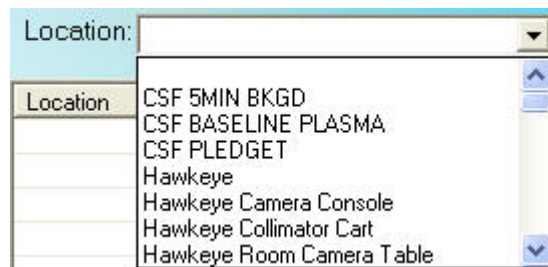 Location:
Location
CSF 5MIN BKGD
CSF BASELINE PLASMA
CSF PLEDGET
Hawkeye
Hawkeye Camera Console
Hawkeye Collimator Cart
Hawkeye Room Camera Table